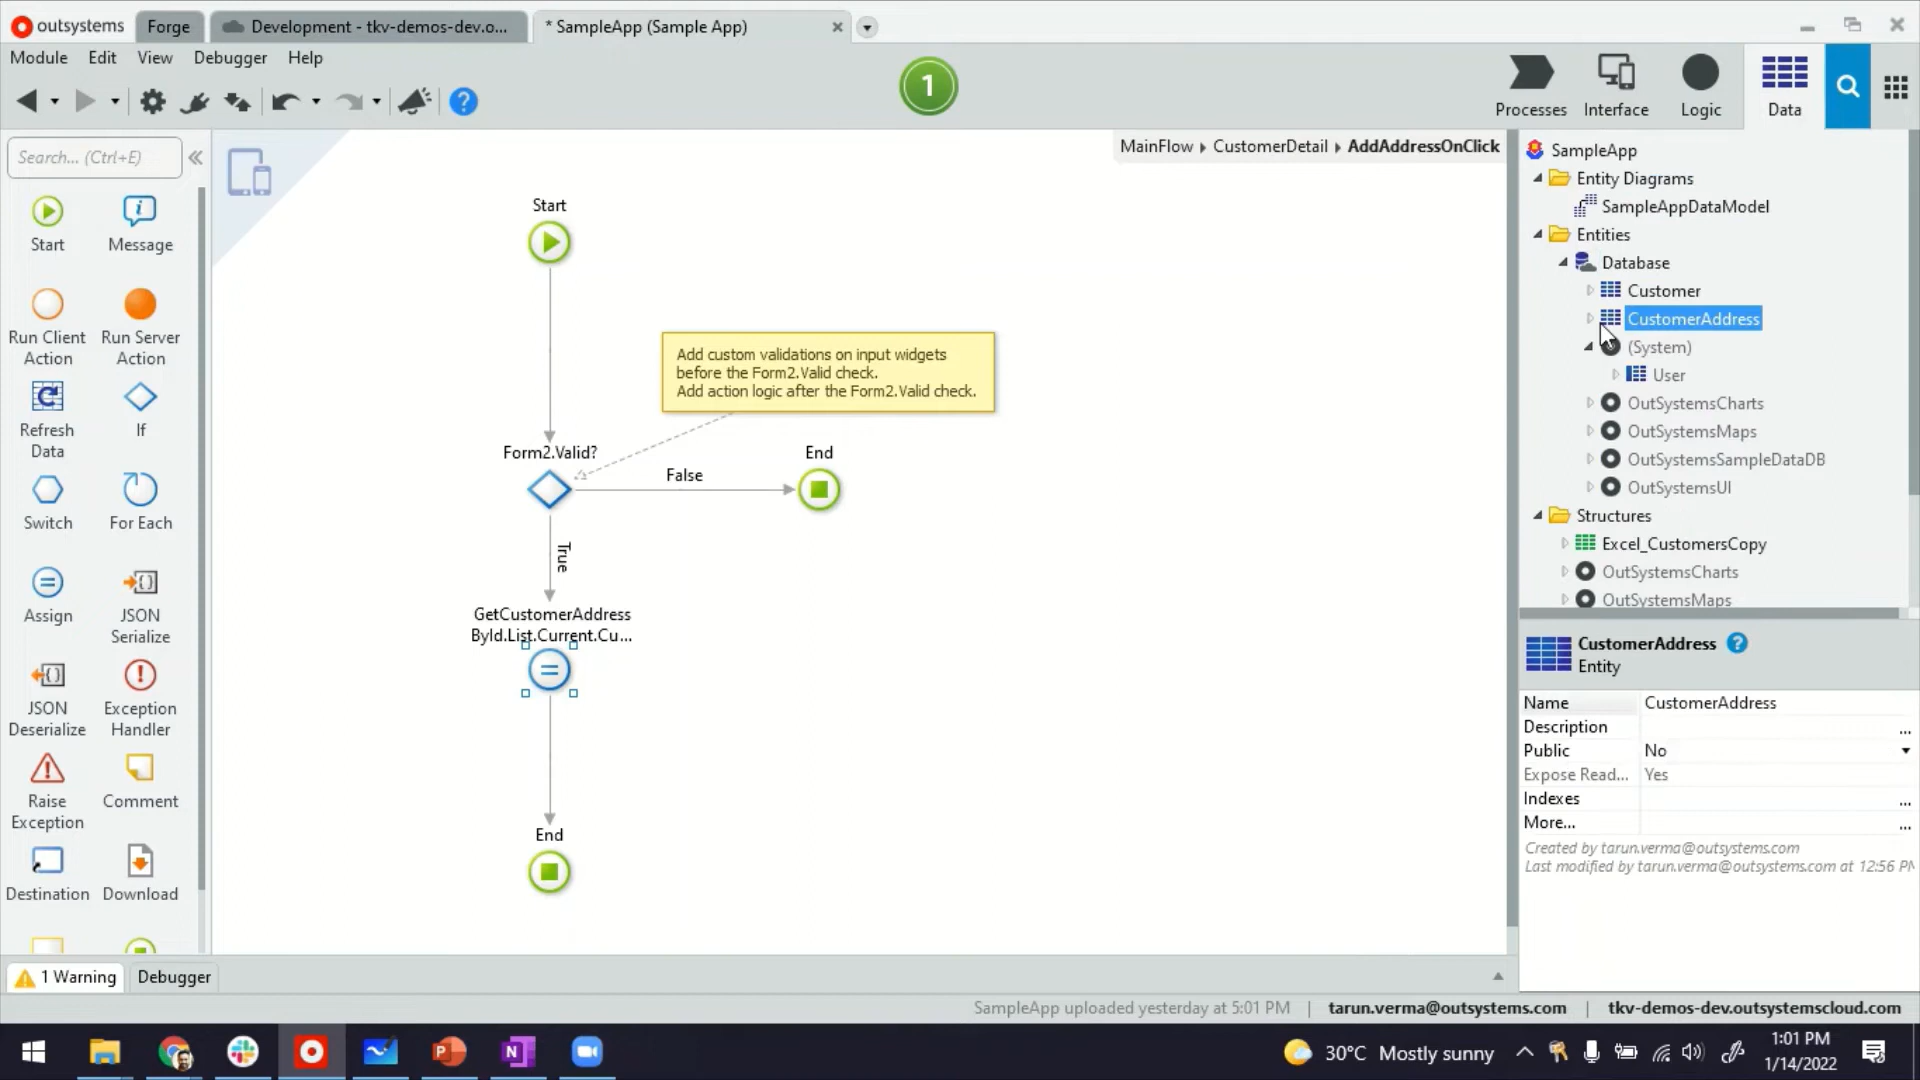 outsystems
Forge
Development - tkv-demos-dev.o...
* SampleApp (Sample App)
Module
Edit
View
Debugger
Help
1
Processes
Interface
Logic
Data
Search... (Ctrl+E)
Start
Message
Run Client
Action
Run Server
Action
Refresh
Data
If
Switch
For Each
Assign
JSON
Serialize
JSON
Deserialize
Exception
Handler
Raise
Exception
Comment
Destination
Download
MainFlow
CustomerDetail
AddAddressOnClick
Start
Add custom validations on input widgets
before the Form2.Valid check.
Add action logic after the Form2.Valid check.
Form2.Valid?
False
End
True
GetCustomerAddress
ById.List.Current.Cu...
End
SampleApp
Entity Diagrams
SampleAppDataModel
Entities
Database
Customer
CustomerAddress
(System)
User
OutSystemsCharts
OutSystemsMaps
OutSystemsSampleDataDB
OutSystemsUI
Structures
Excel_CustomersCopy
OutSystemsCharts
OutSystemsMaps
CustomerAddress
Entity
Name CustomerAddress
Description ...
Public No
Expose Read... Yes
Indexes ...
More... ...
Created by tarun.verma@outsystems.com
Last modified by tarun.verma@outsystems.com at 12:56 PM
1 Warning
Debugger
SampleApp uploaded yesterday at 5:01 PM | tarun.verma@outsystems.com | tkv-demos-dev.outsystemscloud.com
30°C Mostly sunny
1:01 PM
1/14/2022